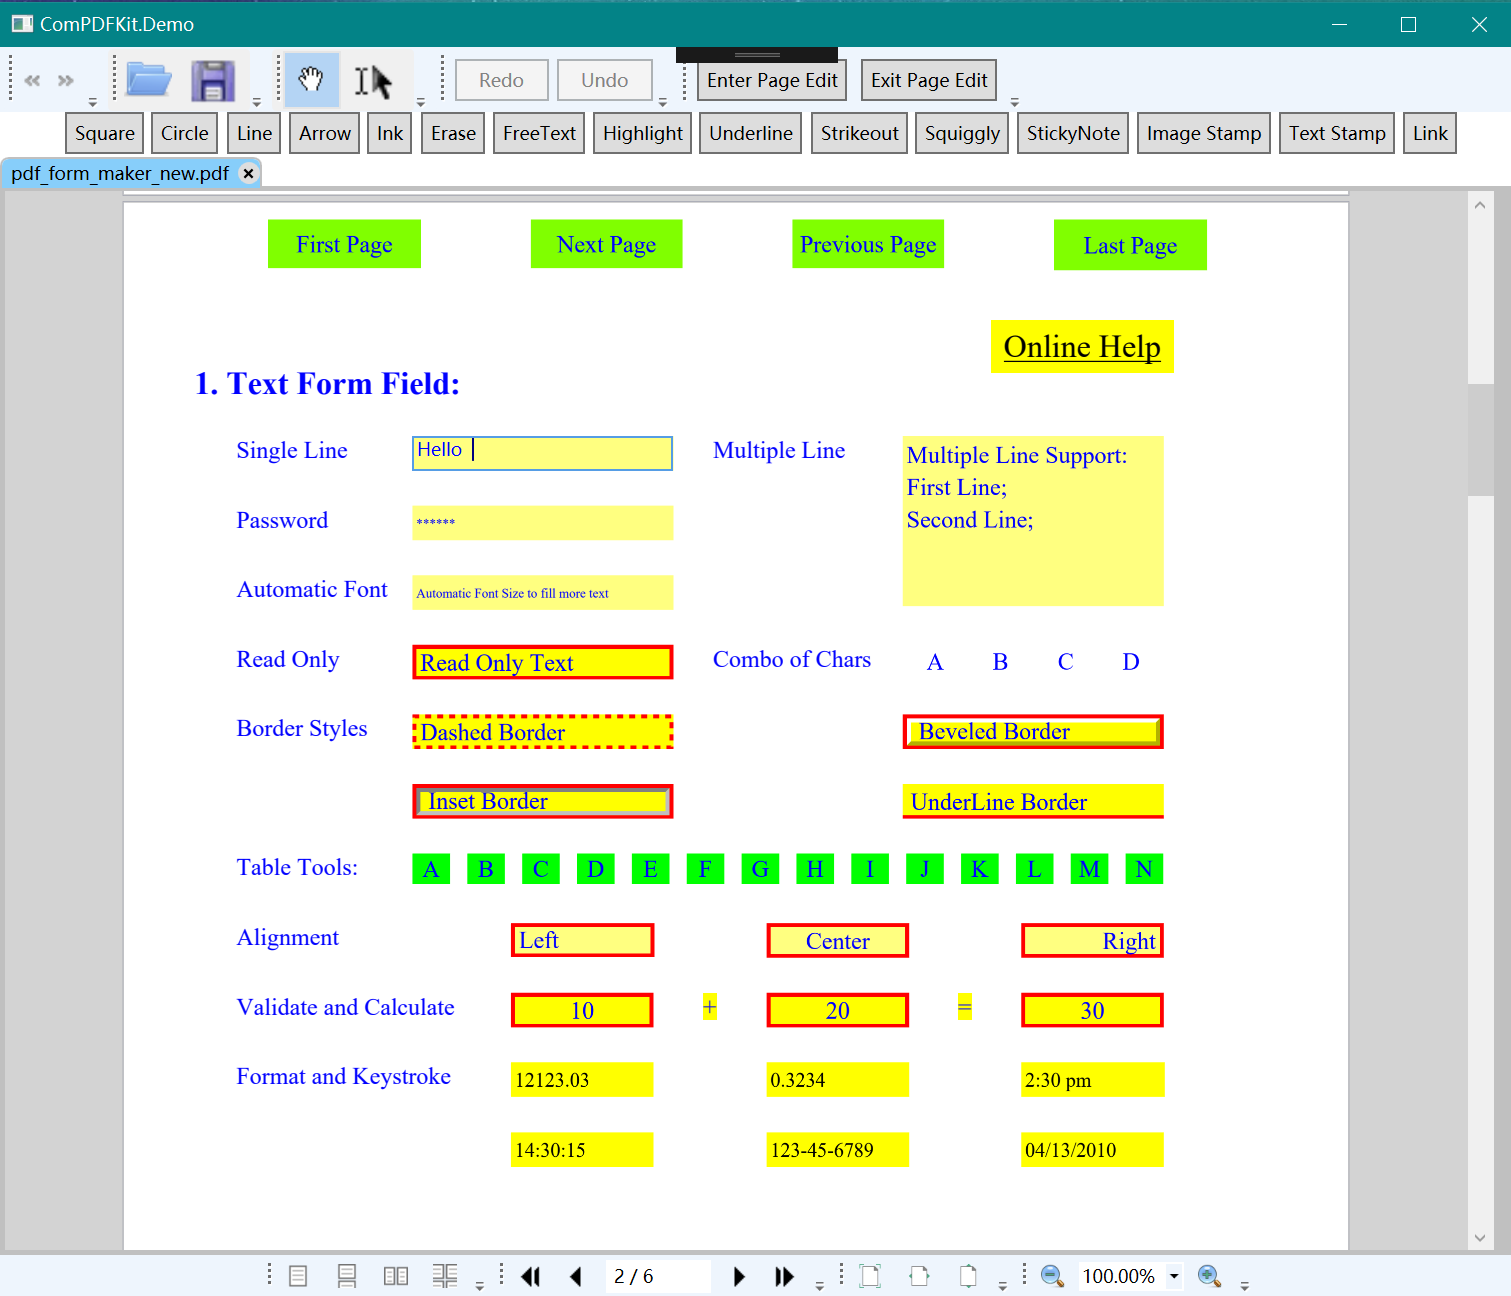 ComPDFKit.Demo
Redo Undo Enter Page Edit Exit Page Edit
Square Circle Line Arrow Ink Erase FreeText Highlight Underline Strikeout Squiggly StickyNote Image Stamp Text Stamp Link
pdf_form_maker_new.pdf
First Page Next Page Previous Page Last Page
Online Help
1. Text Form Field:
Single Line Hello Multiple Line Multiple Line Support:
First Line;
Password ****** Second Line;
Automatic Font Automatic Font Size to fill more text
Read Only Read Only Text Combo of Chars A B C D
Border Styles Dashed Border Beveled Border
Inset Border UnderLine Border
Table Tools: A B C D E F G H I J K L M N
Alignment Left Center Right
Validate and Calculate 10 + 20 = 30
Format and Keystroke 12123.03 0.3234 2:30 pm
14:30:15 123-45-6789 04/13/2010
2 / 6 100.00%